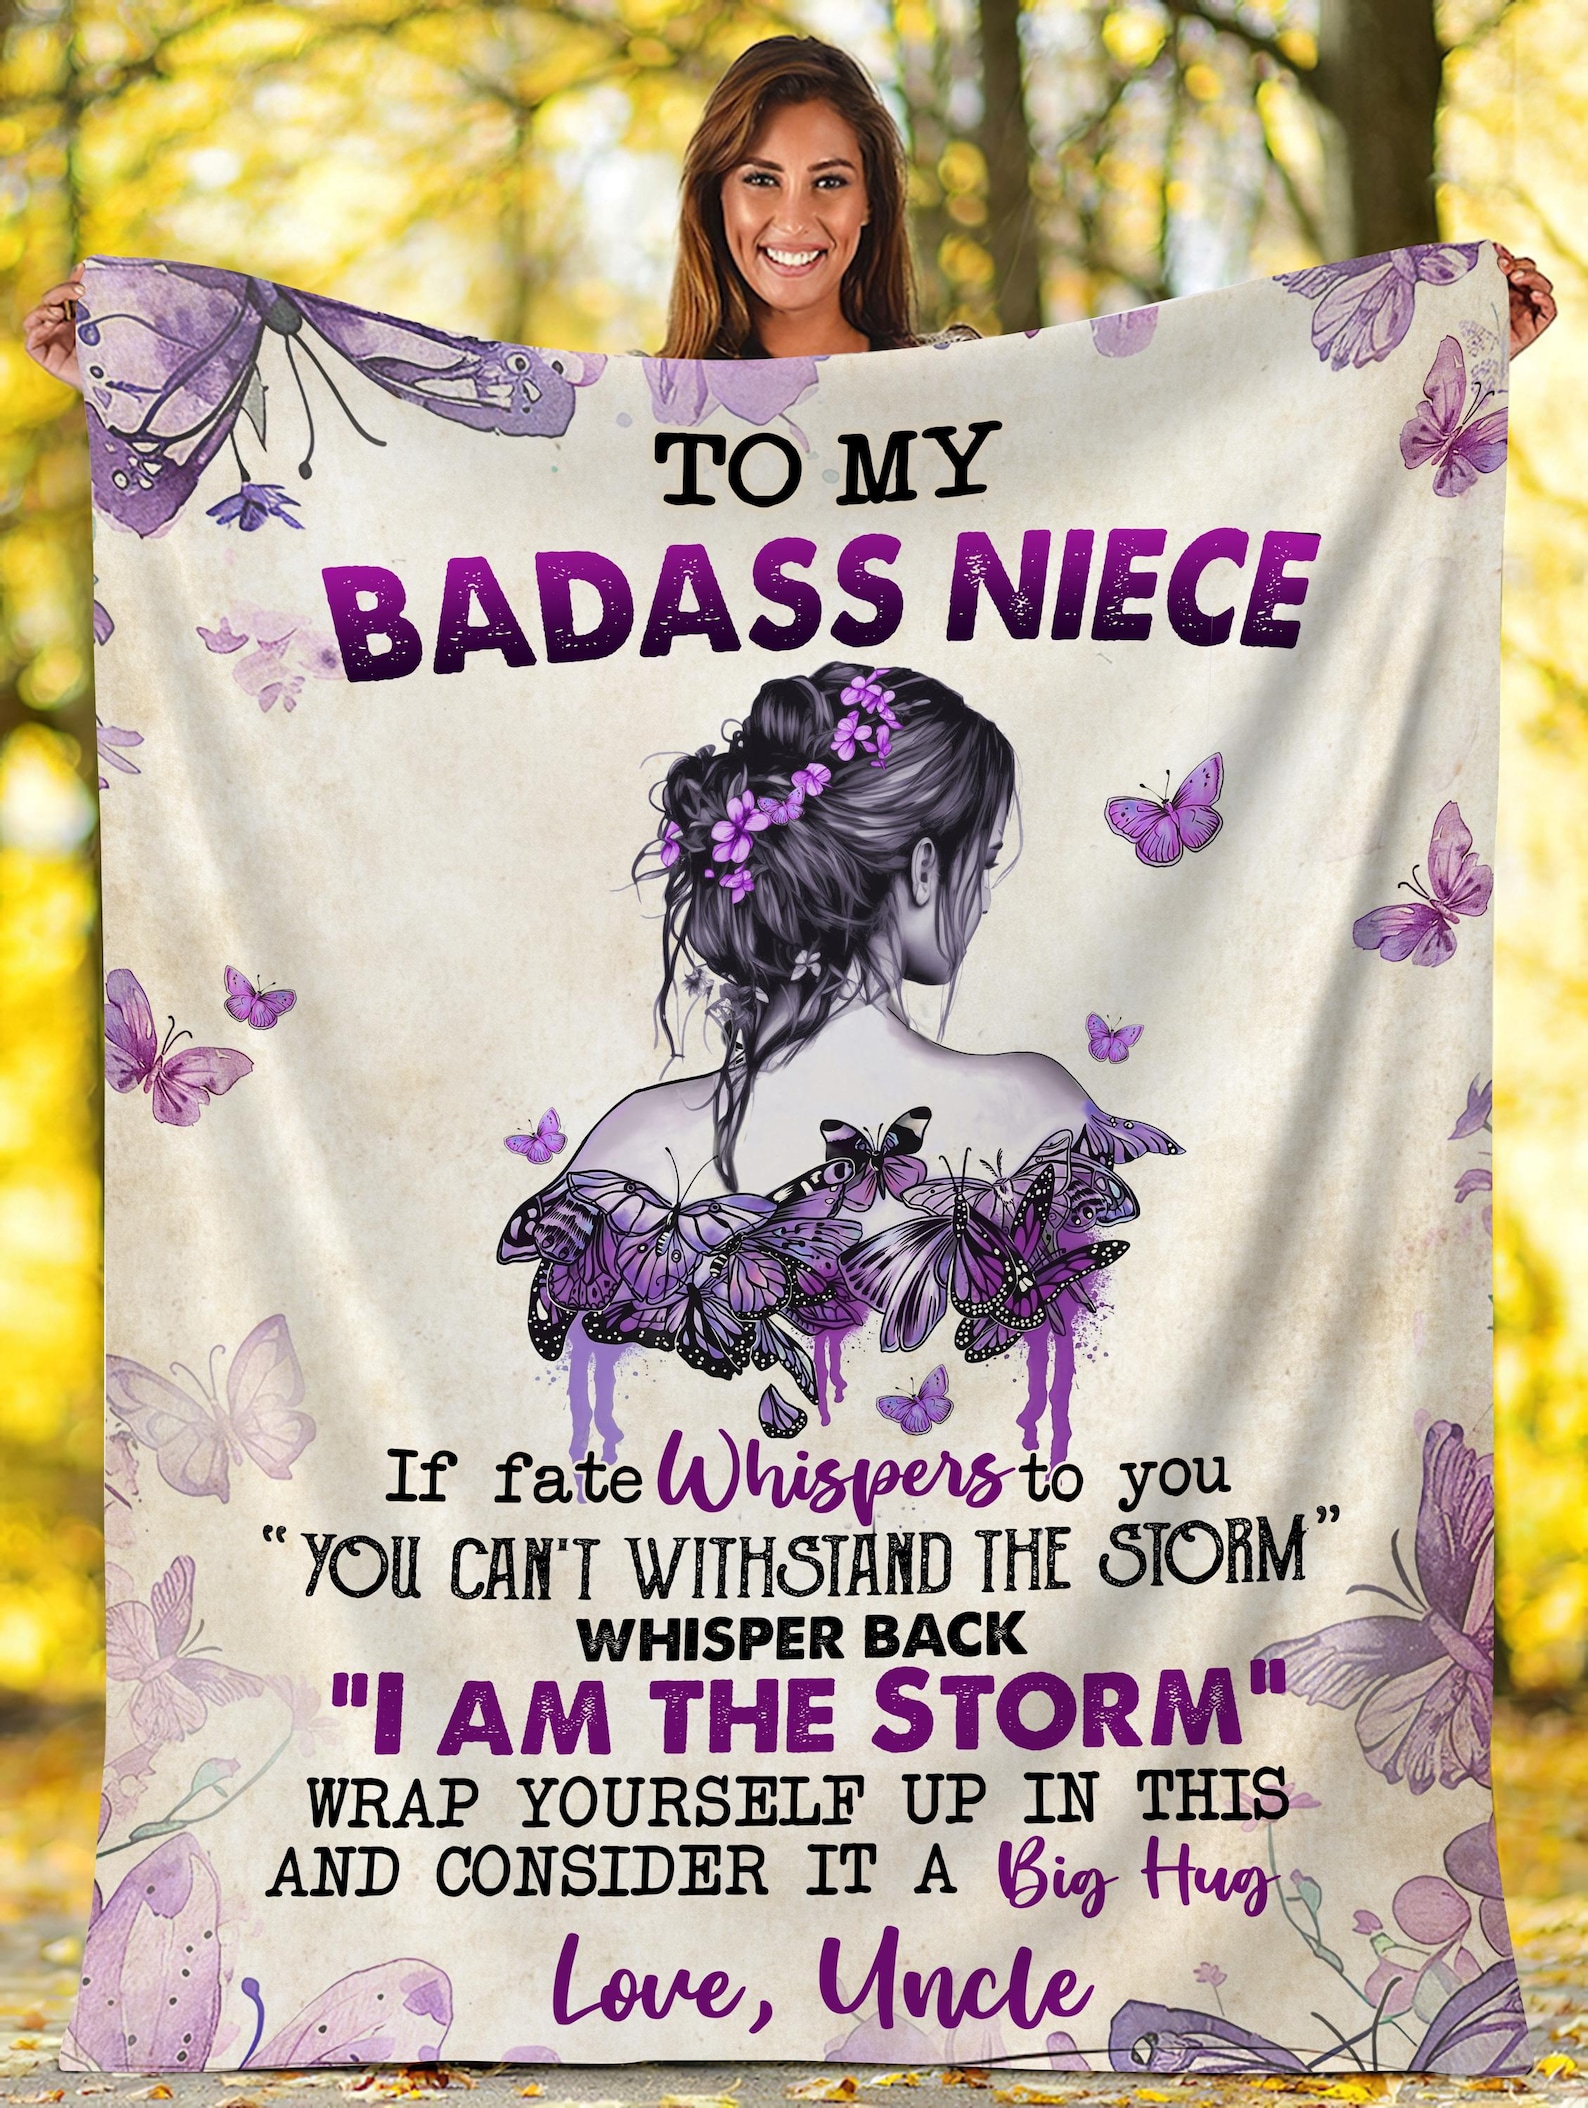 TO MY
BADASS NIECE
If fate Whispers to you
“YOU CAN'T WITHSTAND THE STORM”
WHISPER BACK
"I AM THE STORM"
WRAP YOURSELF UP IN THIS
AND CONSIDER IT A Big Hug
Love, Uncle